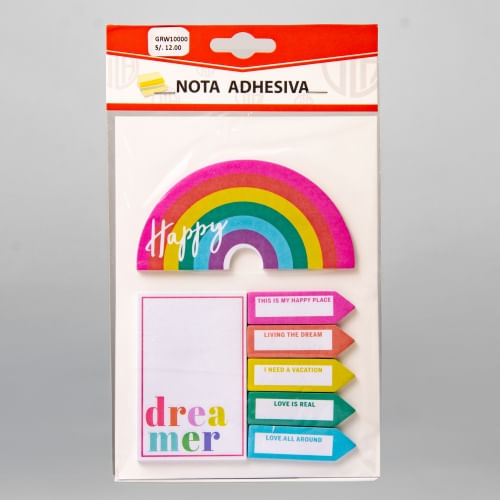 GRW10000
S/. 12.00
NOTA ADHESIVA
Happy
THIS IS MY HAPPY PLACE
LIVING THE DREAM
I NEED A VACATION
LOVE IS REAL
LOVE ALL AROUND
drea
mer